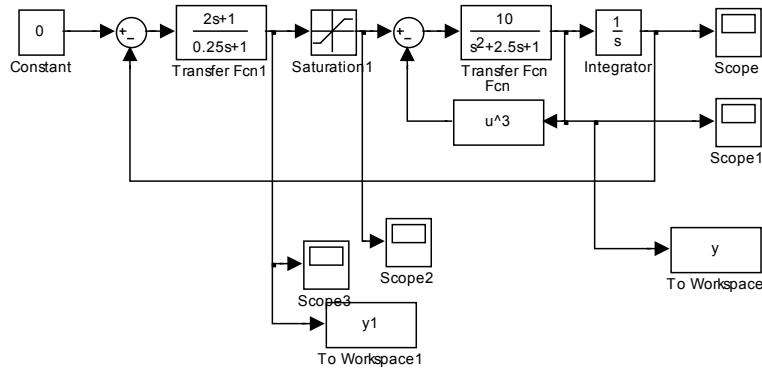 0
Constant
+
−
2s+1
0.25s+1
Transfer Fcn1
Saturation1
+
−
10
s²+2.5s+1
Transfer Fcn
Fcn
1
s
Integrator
Scope
u^3
Scope1
Scope2
Scope3
y
To Workspace
y1
To Workspace1